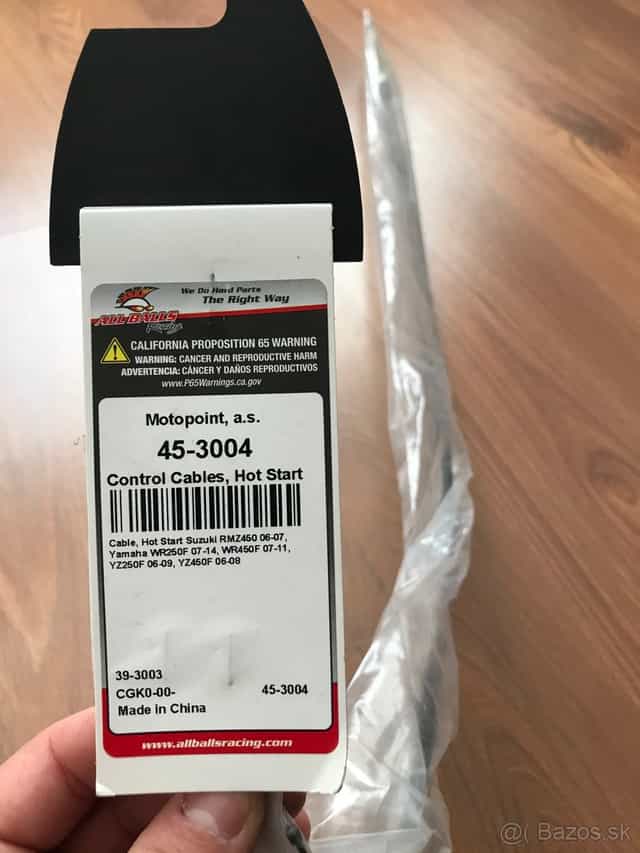 We Do Hard Parts
The Right Way
ALL BALLS
Racing
CALIFORNIA PROPOSITION 65 WARNING
WARNING: CANCER AND REPRODUCTIVE HARM
ADVERTENCIA: CÁNCER Y DAÑOS REPRODUCTIVOS
www.P65Warnings.ca.gov
Motopoint, a.s.
45-3004
Control Cables, Hot Start
Cable, Hot Start Suzuki RMZ450 06-07,
Yamaha WR250F 07-14, WR450F 07-11,
YZ250F 06-09, YZ450F 06-08
39-3003
CGK0-00- 45-3004
Made in China
www.allballsracing.com
@( Bazos.sk